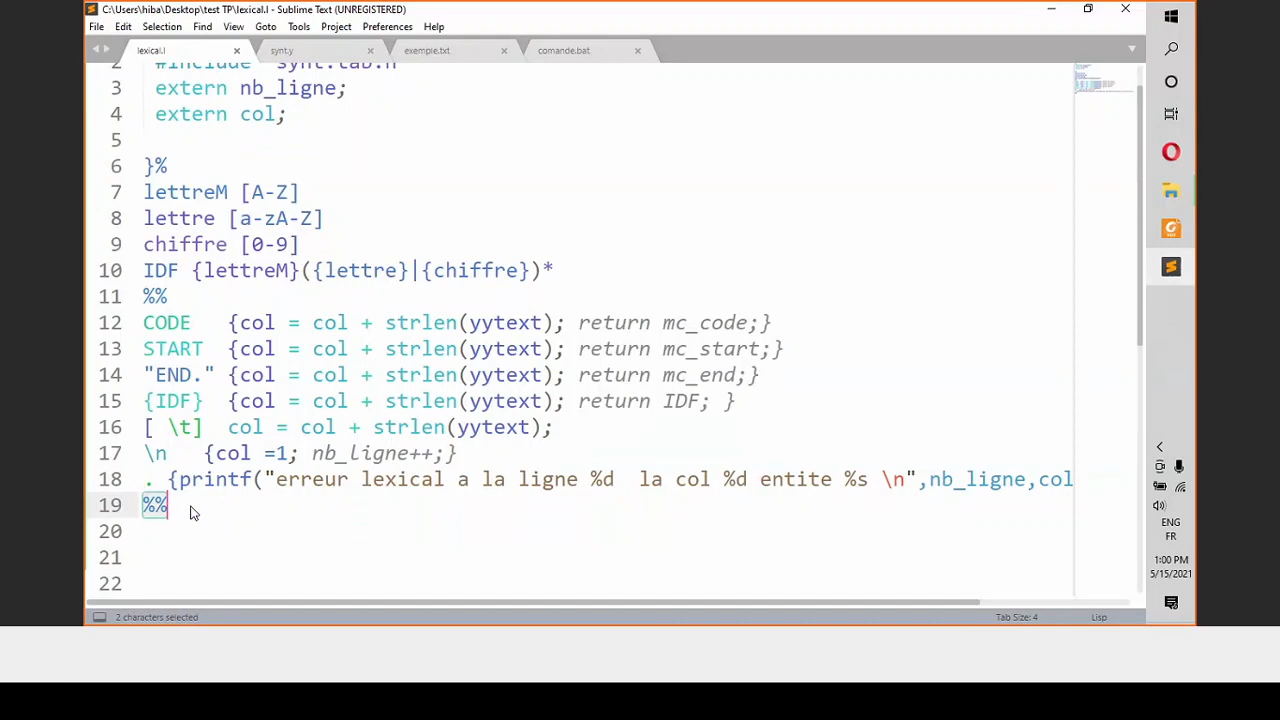 C:\Users\hiba\Desktop\test TP\lexical.l - Sublime Text (UNREGISTERED)
File Edit Selection Find View Goto Tools Project Preferences Help
lexical.l synt.y exemple.txt comande.bat
2 #include "synt.tab.h"
3 extern nb_ligne;
4 extern col;
5
6 }%
7 lettreM [A-Z]
8 lettre [a-zA-Z]
9 chiffre [0-9]
10 IDF {lettreM}({lettre}|{chiffre})*
11 %%
12 CODE {col = col + strlen(yytext); return mc_code;}
13 START {col = col + strlen(yytext); return mc_start;}
14 "END." {col = col + strlen(yytext); return mc_end;}
15 {IDF} {col = col + strlen(yytext); return IDF; }
16 [ \t] col = col + strlen(yytext);
17 \n {col =1; nb_ligne++;}
18 . {printf("erreur lexical a la ligne %d la col %d entite %s \n",nb_ligne,col
19 %%
20
21
22
2 characters selected Tab Size: 4 Lisp
ENG
FR
1:00 PM
5/15/2021